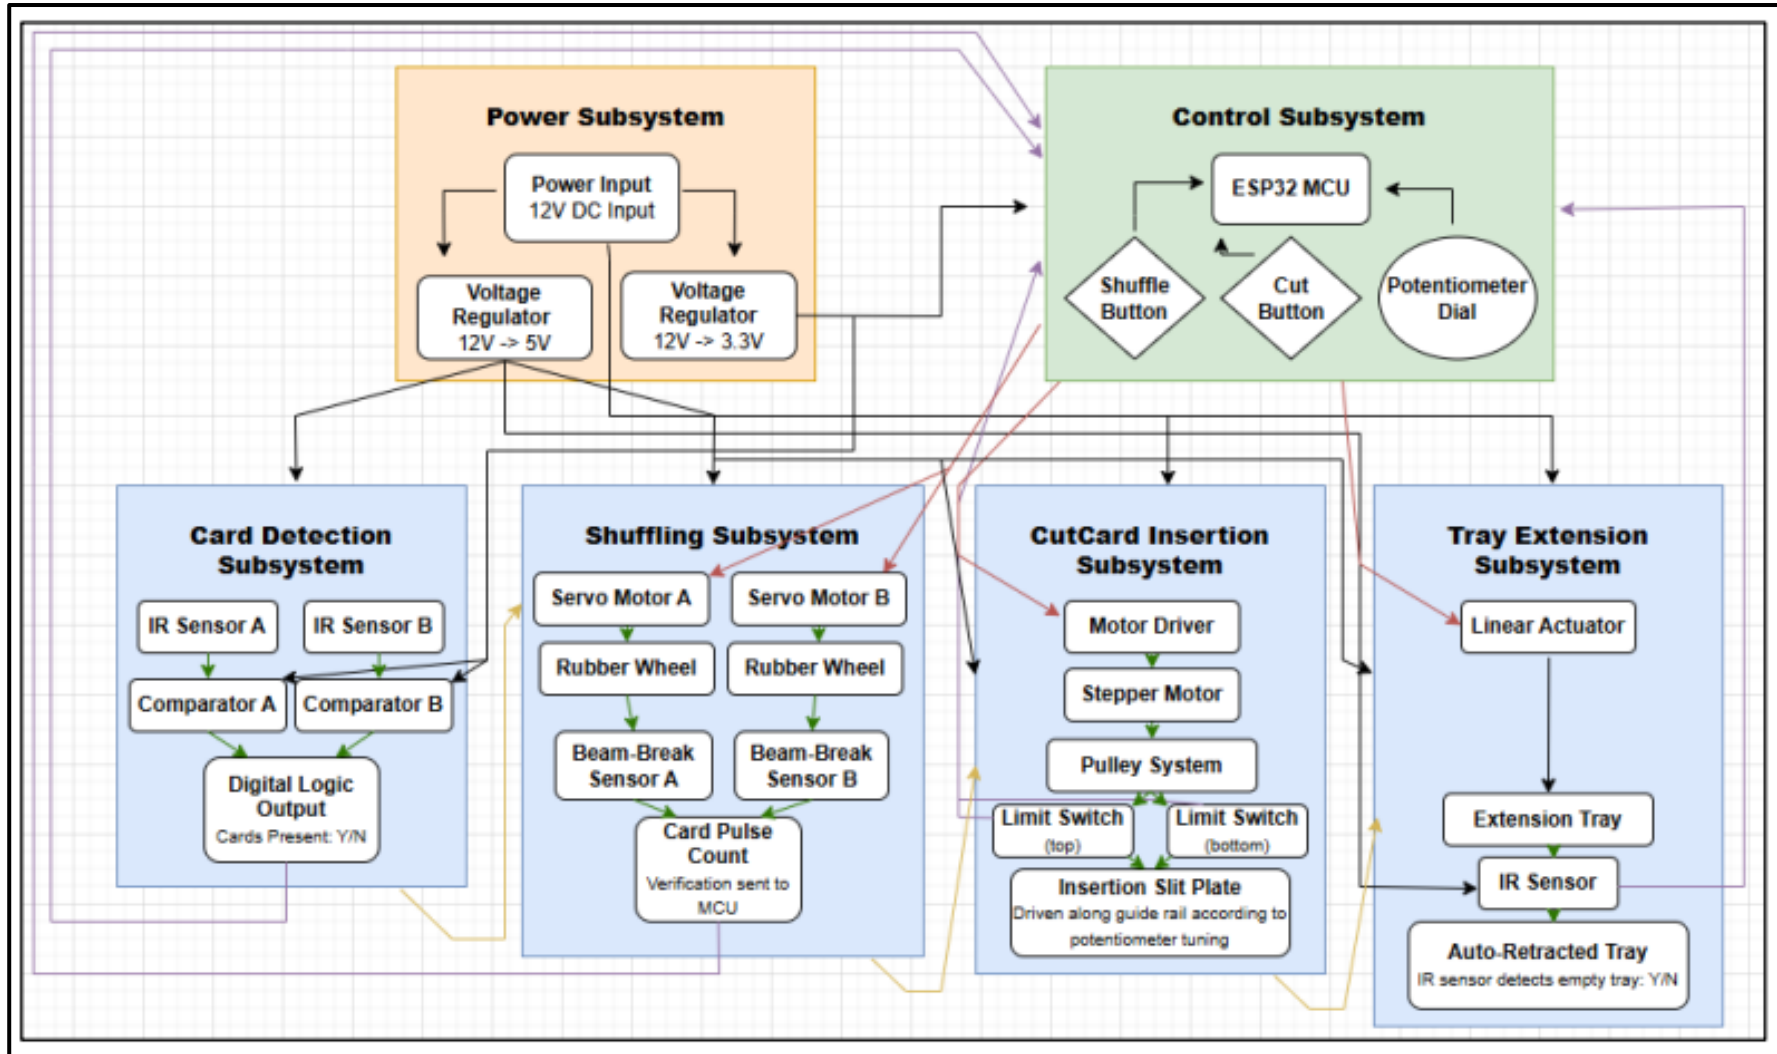 Power Subsystem
Power Input
12V DC Input
Voltage
Regulator
12V -> 5V
Voltage
Regulator
12V -> 3.3V
Control Subsystem
ESP32 MCU
Shuffle
Button
Cut
Button
Potentiometer
Dial
Card Detection
Subsystem
IR Sensor A
IR Sensor B
Comparator A
Comparator B
Digital Logic
Output
Cards Present: Y/N
Shuffling Subsystem
Servo Motor A
Servo Motor B
Rubber Wheel
Rubber Wheel
Beam-Break
Sensor A
Beam-Break
Sensor B
Card Pulse
Count
Verification sent to
MCU
CutCard Insertion
Subsystem
Motor Driver
Stepper Motor
Pulley System
Limit Switch
(top)
Limit Switch
(bottom)
Insertion Slit Plate
Driven along guide rail according to
potentiometer tuning
Tray Extension
Subsystem
Linear Actuator
Extension Tray
IR Sensor
Auto-Retracted Tray
IR sensor detects empty tray: Y/N